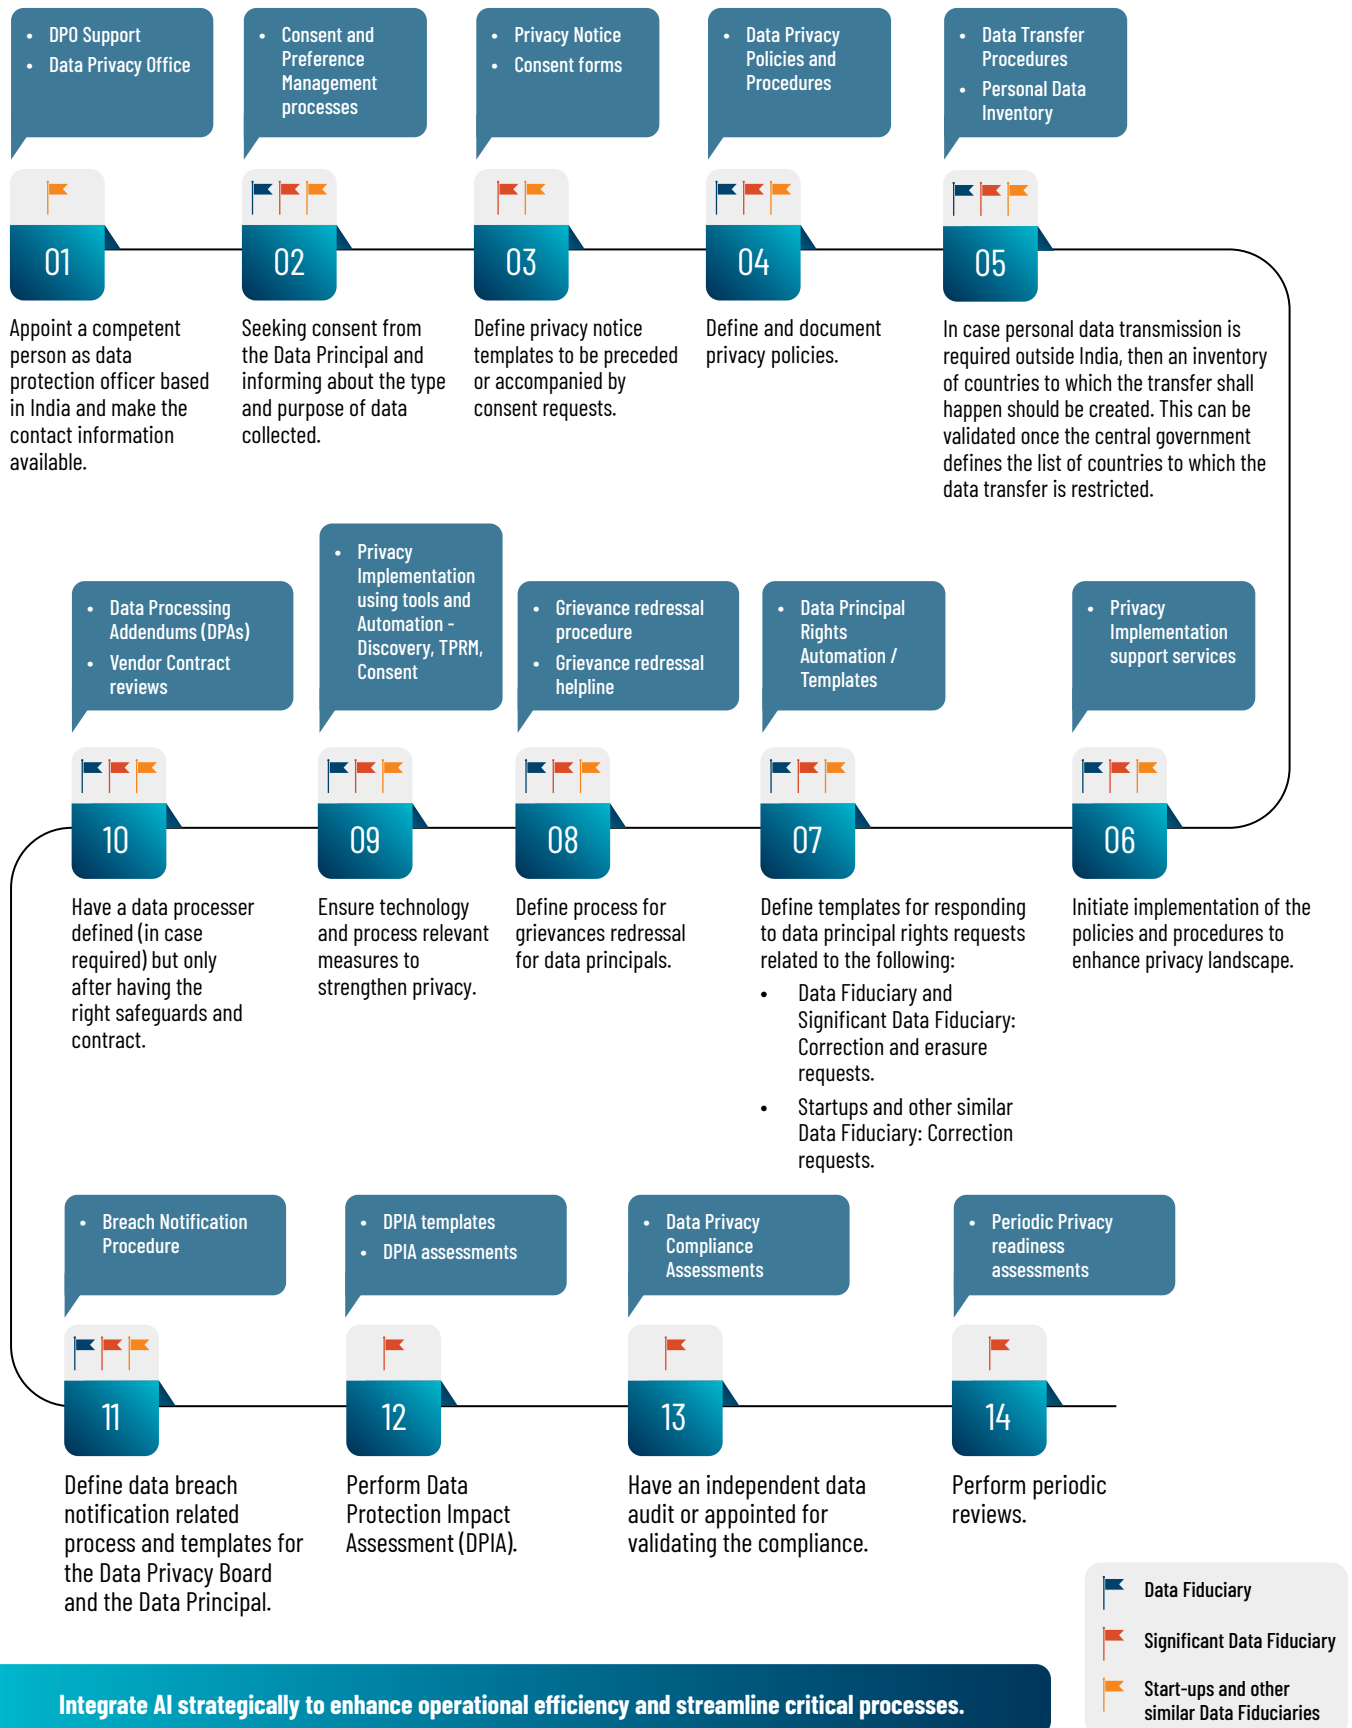 • DPO Support
• Data Privacy Office
• Consent and
Preference
Management
processes
• Privacy Notice
• Consent forms
• Data Privacy
Policies and
Procedures
• Data Transfer
Procedures
• Personal Data
Inventory
01
02
03
04
05
Appoint a competent
person as data
protection officer based
in India and make the
contact information
available.
Seeking consent from
the Data Principal and
informing about the type
and purpose of data
collected.
Define privacy notice
templates to be preceded
or accompanied by
consent requests.
Define and document
privacy policies.
In case personal data transmission is
required outside India, then an inventory
of countries to which the transfer shall
happen should be created. This can be
validated once the central government
defines the list of countries to which the
data transfer is restricted.
• Data Processing
Addendums (DPAs)
• Vendor Contract
reviews
• Privacy
Implementation
using tools and
Automation -
Discovery, TPRM,
Consent
• Grievance redressal
procedure
• Grievance redressal
helpline
• Data Principal
Rights
Automation /
Templates
• Privacy
Implementation
support services
10
09
08
07
06
Have a data processer
defined (in case
required) but only
after having the
right safeguards and
contract.
Ensure technology
and process relevant
measures to
strengthen privacy.
Define process for
grievances redressal
for data principals.
Define templates for responding
to data principal rights requests
related to the following:
• Data Fiduciary and
Significant Data Fiduciary:
Correction and erasure
requests.
• Startups and other similar
Data Fiduciary: Correction
requests.
Initiate implementation of the
policies and procedures to
enhance privacy landscape.
• Breach Notification
Procedure
• DPIA templates
• DPIA assessments
• Data Privacy
Compliance
Assessments
• Periodic Privacy
readiness
assessments
11
12
13
14
Define data breach
notification related
process and templates for
the Data Privacy Board
and the Data Principal.
Perform Data
Protection Impact
Assessment (DPIA).
Have an independent data
audit or appointed for
validating the compliance.
Perform periodic
reviews.
Data Fiduciary
Significant Data Fiduciary
Start-ups and other
similar Data Fiduciaries
Integrate AI strategically to enhance operational efficiency and streamline critical processes.